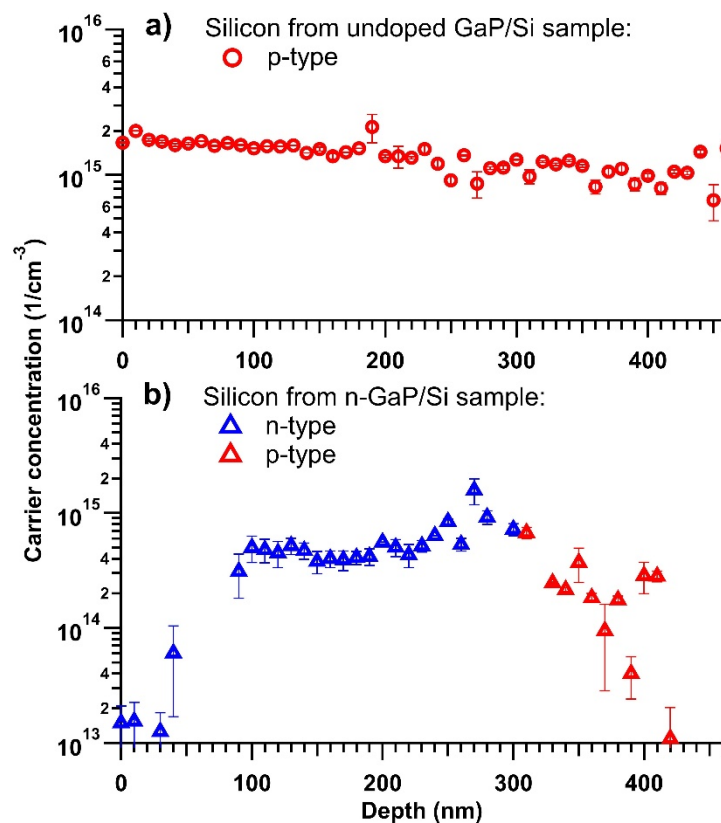 a) Silicon from undoped GaP/Si sample:
p-type
10^16
6
4
2
10^15
6
4
2
10^14
0 100 200 300 400
Carrier concentration (1/cm^-3)
b) Silicon from n-GaP/Si sample:
n-type
p-type
10^16
4
2
10^15
4
2
10^14
4
2
10^13
0 100 200 300 400
Depth (nm)